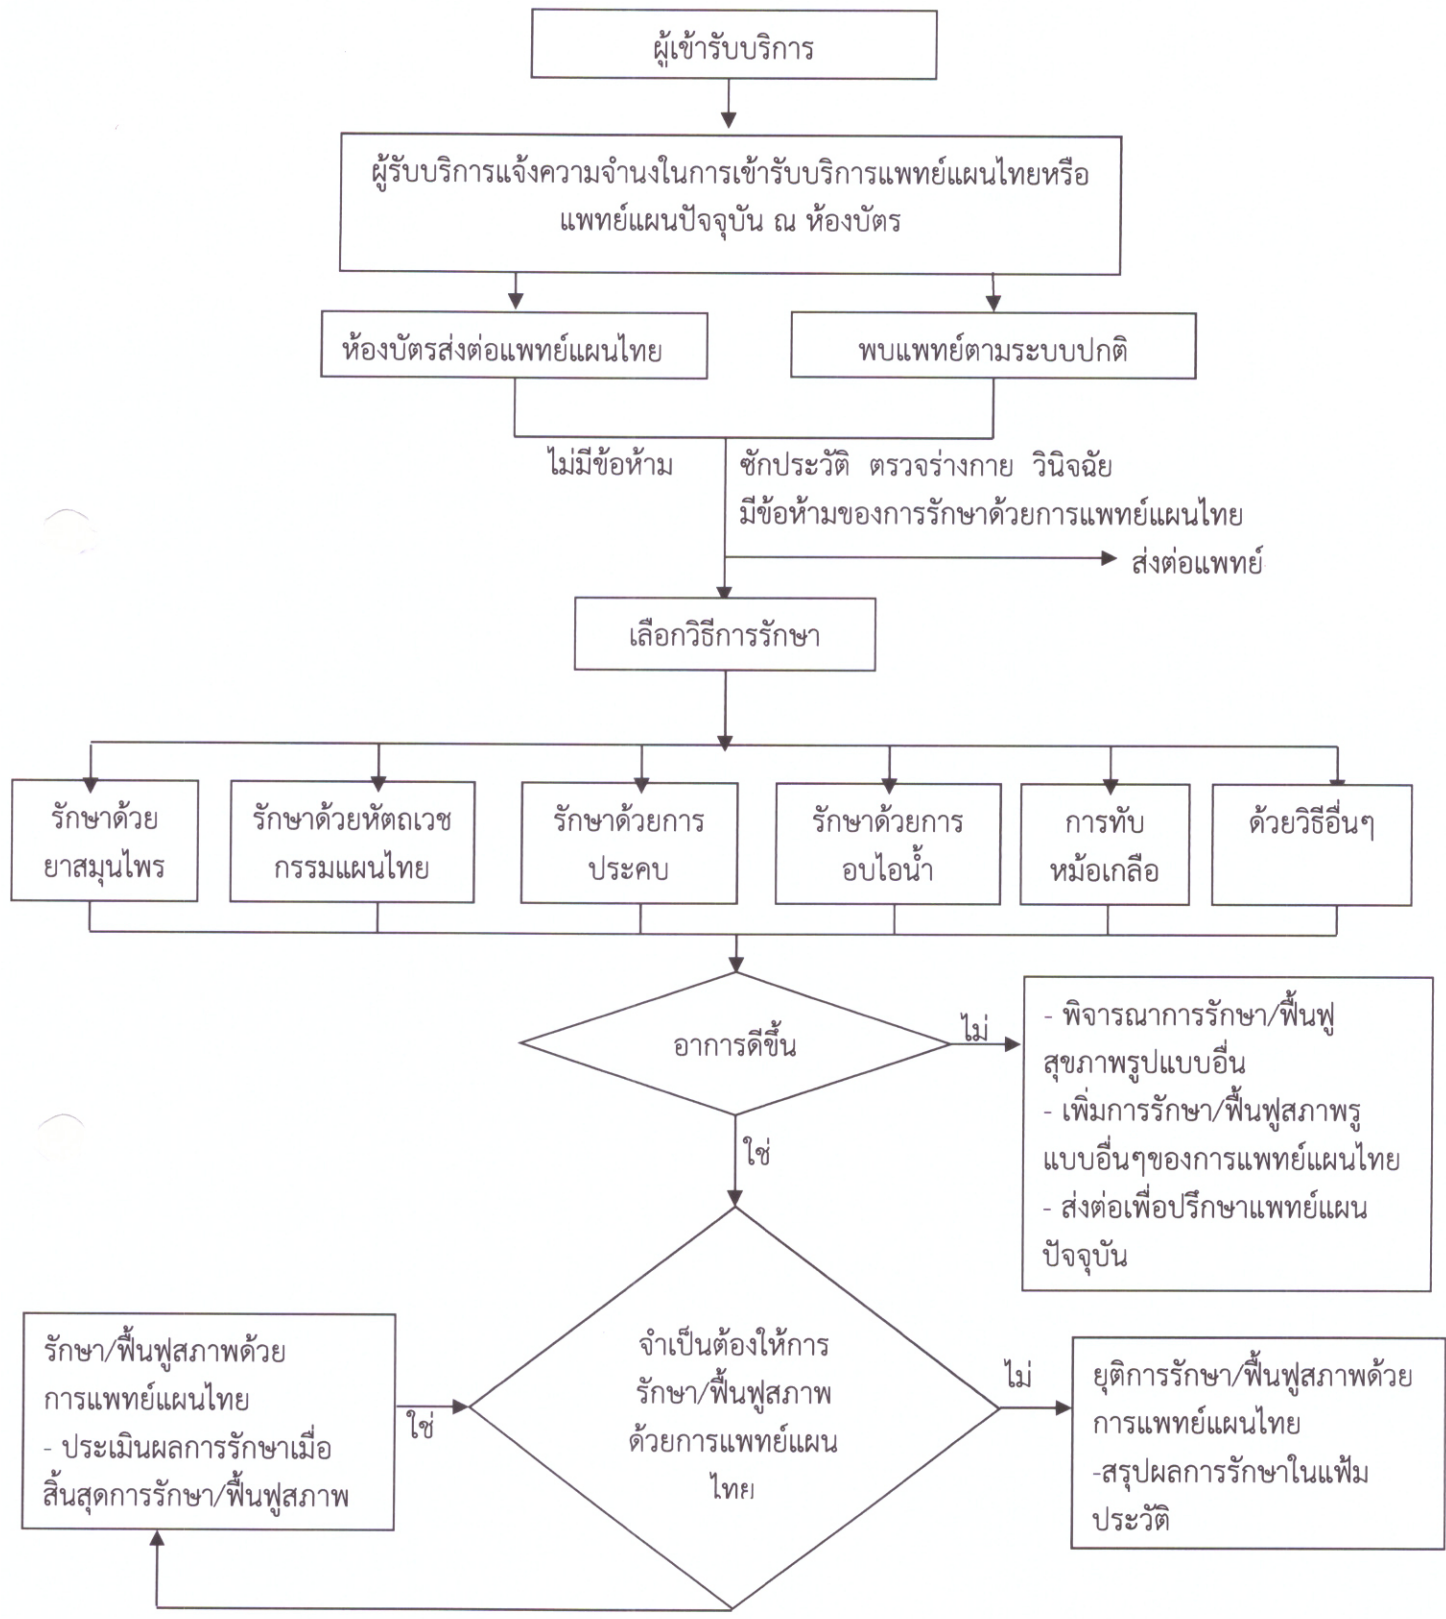 ผู้เข้ารับบริการ
ผู้รับบริการแจ้งความจำนงในการเข้ารับบริการแพทย์แผนไทยหรือ
แพทย์แผนปัจจุบัน ณ ห้องบัตร
ห้องบัตรส่งต่อแพทย์แผนไทย
พบแพทย์ตามระบบปกติ
ไม่มีข้อห้าม
ซักประวัติ ตรวจร่างกาย วินิจฉัย
มีข้อห้ามของการรักษาด้วยการแพทย์แผนไทย
ส่งต่อแพทย์
เลือกวิธีการรักษา
รักษาด้วย
ยาสมุนไพร
รักษาด้วยหัตถเวช
กรรมแผนไทย
รักษาด้วยการ
ประคบ
รักษาด้วยการ
อบไอน้ำ
การทับ
หม้อเกลือ
ด้วยวิธีอื่นๆ
อาการดีขึ้น
ไม่
- พิจารณาการรักษา/ฟื้นฟู
สุขภาพรูปแบบอื่น
- เพิ่มการรักษา/ฟื้นฟูสภาพรู
แบบอื่นๆของการแพทย์แผนไทย
- ส่งต่อเพื่อปรึกษาแพทย์แผน
ปัจจุบัน
ใช่
รักษา/ฟื้นฟูสภาพด้วย
การแพทย์แผนไทย
- ประเมินผลการรักษาเมื่อ
สิ้นสุดการรักษา/ฟื้นฟูสภาพ
ใช่
จำเป็นต้องให้การ
รักษา/ฟื้นฟูสภาพ
ด้วยการแพทย์แผน
ไทย
ไม่
ยุติการรักษา/ฟื้นฟูสภาพด้วย
การแพทย์แผนไทย
-สรุปผลการรักษาในแฟ้ม
ประวัติ